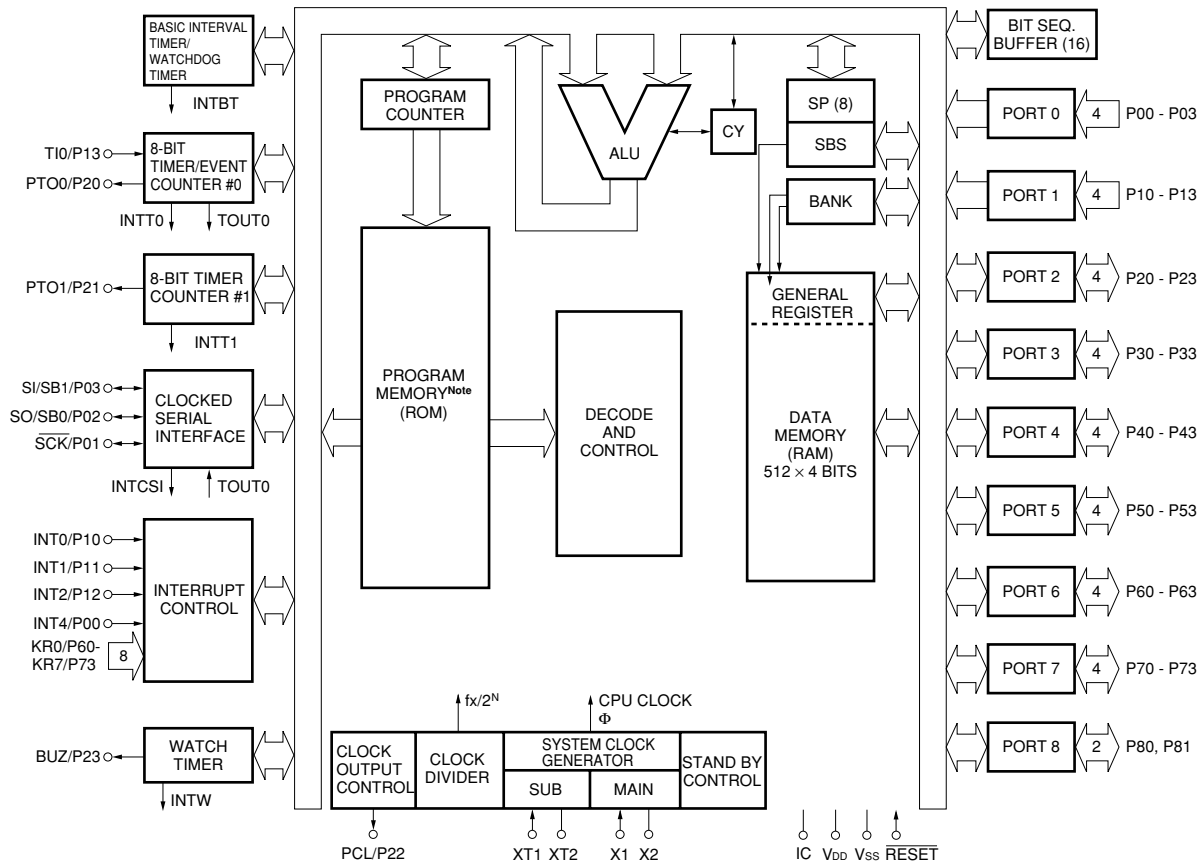 BASIC INTERVAL
TIMER/
WATCHDOG
TIMER
INTBT
TI0/P13
PTO0/P20
8-BIT
TIMER/EVENT
COUNTER #0
INTT0
TOUT0
PTO1/P21
8-BIT TIMER
COUNTER #1
INTT1
SI/SB1/P03
SO/SB0/P02
SCK/P01
CLOCKED
SERIAL
INTERFACE
INTCSI
TOUT0
INT0/P10
INT1/P11
INT2/P12
INT4/P00
KR0/P60-
KR7/P73
8
INTERRUPT
CONTROL
BUZ/P23
WATCH
TIMER
INTW
PROGRAM
COUNTER
ALU
CY
SP (8)
SBS
BANK
PROGRAM
MEMORYNote
(ROM)
DECODE
AND
CONTROL
GENERAL
REGISTER
DATA
MEMORY
(RAM)
512 × 4 BITS
fx/2N
CPU CLOCK
Φ
CLOCK
OUTPUT
CONTROL
CLOCK
DIVIDER
SYSTEM CLOCK
GENERATOR
SUB
MAIN
STAND BY
CONTROL
PCL/P22
XT1
XT2
X1
X2
IC
VDD
VSS
RESET
BIT SEQ.
BUFFER (16)
PORT 0
4
P00 - P03
PORT 1
4
P10 - P13
PORT 2
4
P20 - P23
PORT 3
4
P30 - P33
PORT 4
4
P40 - P43
PORT 5
4
P50 - P53
PORT 6
4
P60 - P63
PORT 7
4
P70 - P73
PORT 8
2
P80, P81